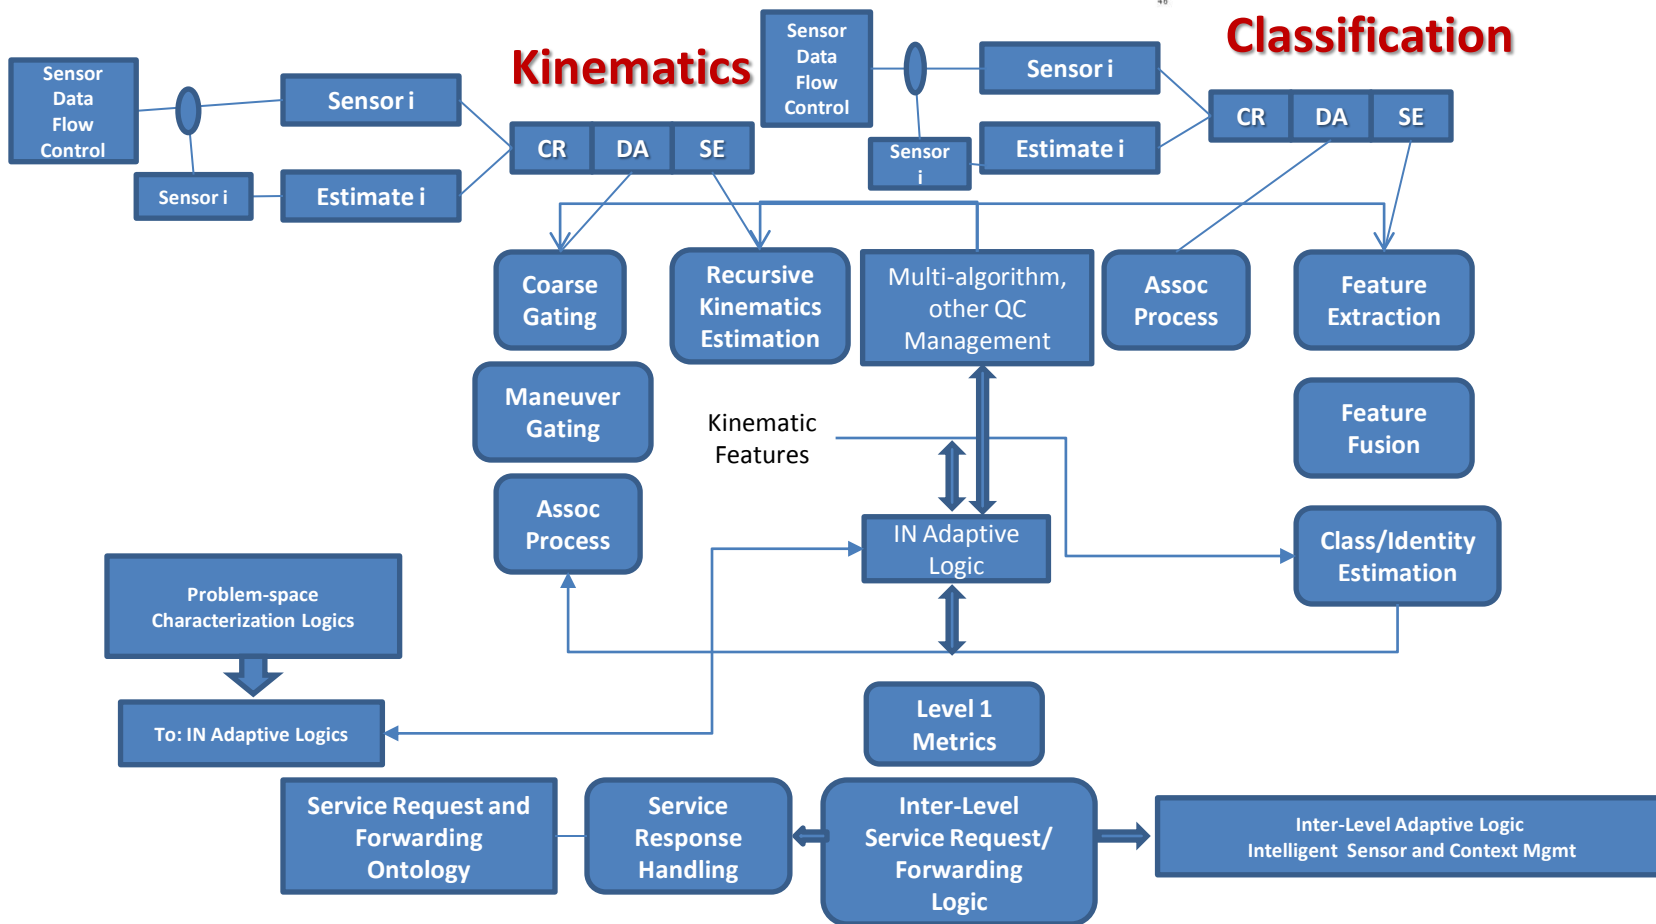 46
Kinematics
Classification
Sensor
Data
Flow
Control
Sensor i
Sensor i
Estimate i
CR DA SE
Sensor
Data
Flow
Control
Sensor i
Sensor
i
Estimate i
CR DA SE
Coarse
Gating
Recursive
Kinematics
Estimation
Multi-algorithm,
other QC
Management
Assoc
Process
Feature
Extraction
Maneuver
Gating
Kinematic
Features
Feature
Fusion
Assoc
Process
IN Adaptive
Logic
Class/Identity
Estimation
Problem-space
Characterization Logics
To: IN Adaptive Logics
Level 1
Metrics
Service Request and
Forwarding
Ontology
Service
Response
Handling
Inter-Level
Service Request/
Forwarding
Logic
Inter-Level Adaptive Logic
Intelligent Sensor and Context Mgmt